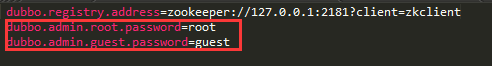 dubbo.registry.address=zookeeper://127.0.0.1:2181?client=zkclient
dubbo.admin.root.password=root
dubbo.admin.guest.password=guest